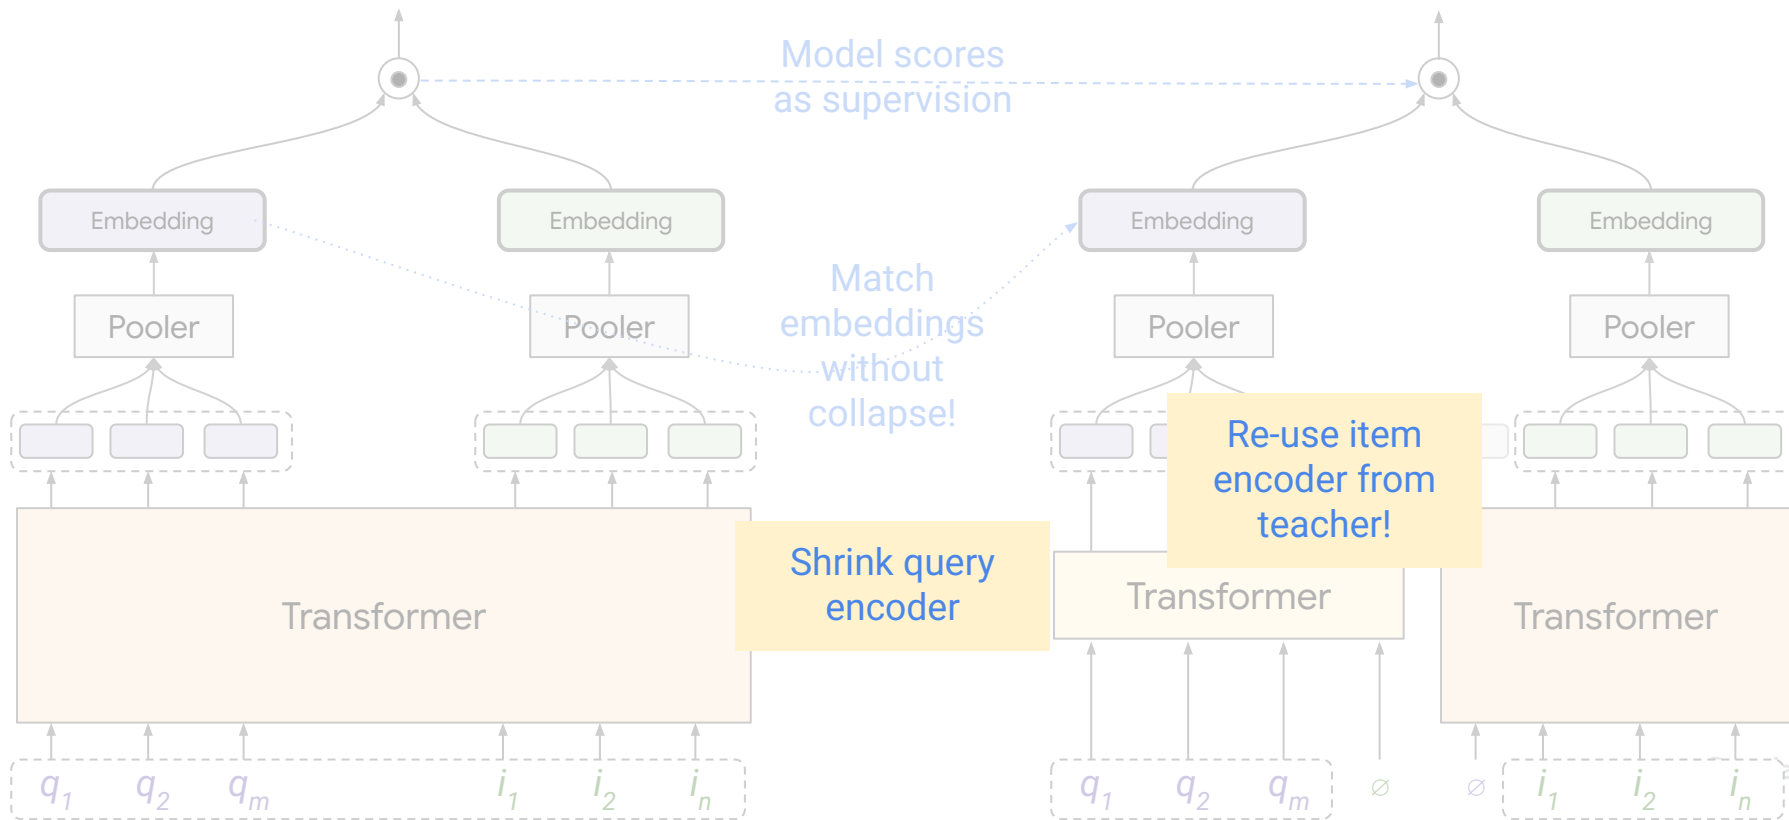 Model scores
as supervision
Embedding
Embedding
Embedding
Embedding
Match
embeddings
without
collapse!
Pooler
Pooler
Pooler
Pooler
Re-use item
encoder from
teacher!
Shrink query
encoder
Transformer
Transformer
Transformer
q1 q2 qm i1 i2 in
q1 q2 qm ∅ ∅ i1 i2 in